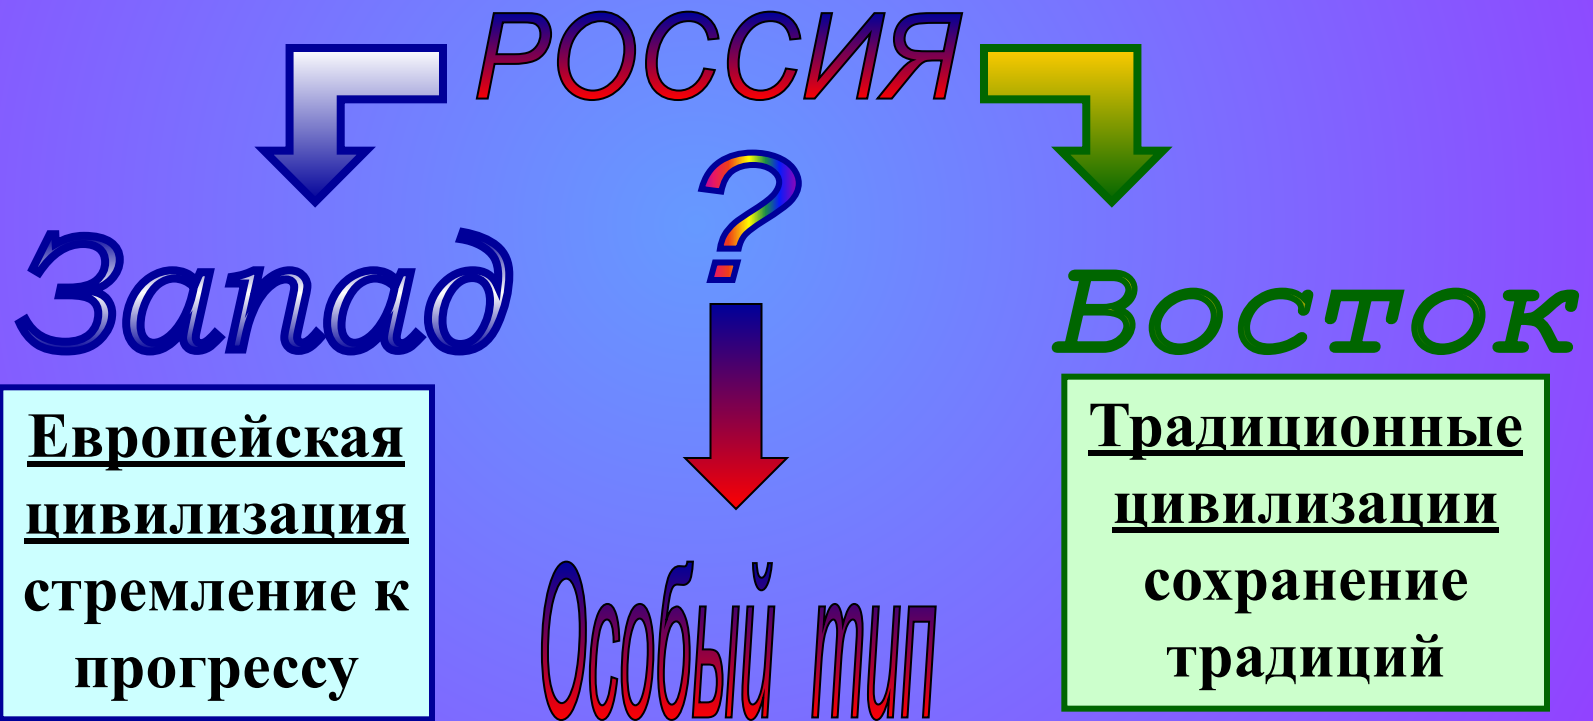 РОССИЯ
?
Запад
Восток
Европейская
цивилизация
стремление к
прогрессу
Традиционные
цивилизации
сохранение
традиций
Особый тип